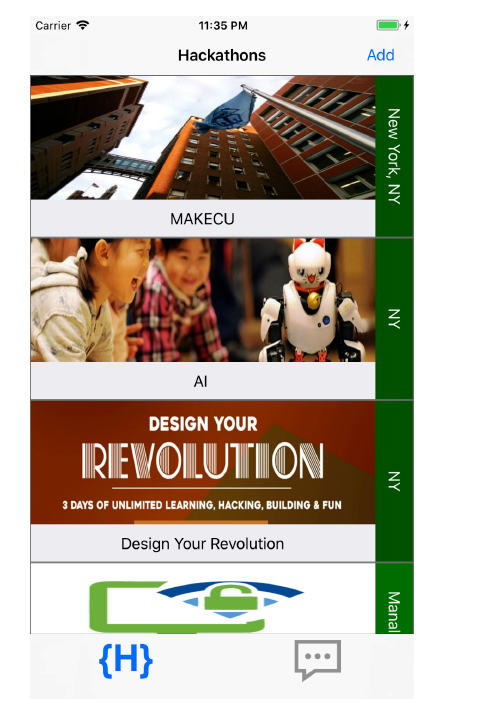 Carrier 11:35 PM
Hackathons Add
New York, NY
MAKECU
NY
AI
DESIGN YOUR
REVOLUTION
3 DAYS OF UNLIMITED LEARNING, HACKING, BUILDING & FUN
NY
Design Your Revolution
Manal
{H}